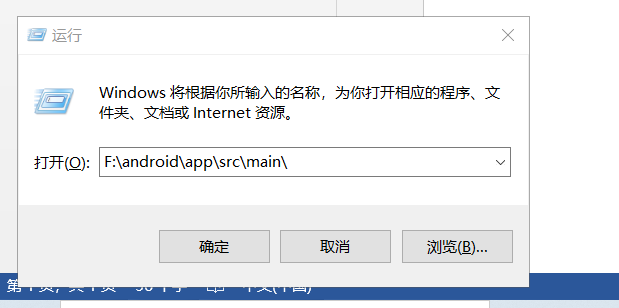 运行
Windows 将根据你所输入的名称，为你打开相应的程序、文
件夹、文档或 Internet 资源。
打开(O): F:\android\app\src\main\
确定 取消 浏览(B)...